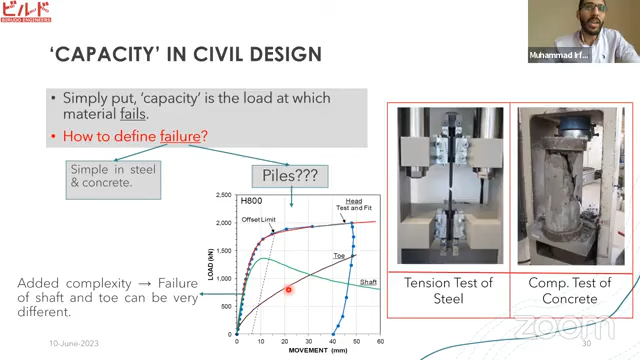 ビルド
BIRUDO ENGINEERS
Muhammad Irf...
'CAPACITY' IN CIVIL DESIGN
• Simply put, 'capacity' is the load at which
material fails.
• How to define failure?
Simple in steel
& concrete.
Piles???
Added complexity → Failure
of shaft and toe can be very
different.
H800
Offset Limit
Head
Test and Fit
Toe
Shaft
LOAD (kN)
2,500
2,000
1,500
1,000
500
0
0 10 20 30 40 50 60
MOVEMENT (mm)
Tension Test of
Steel
Comp. Test of
Concrete
10-June-2023
30
zoom